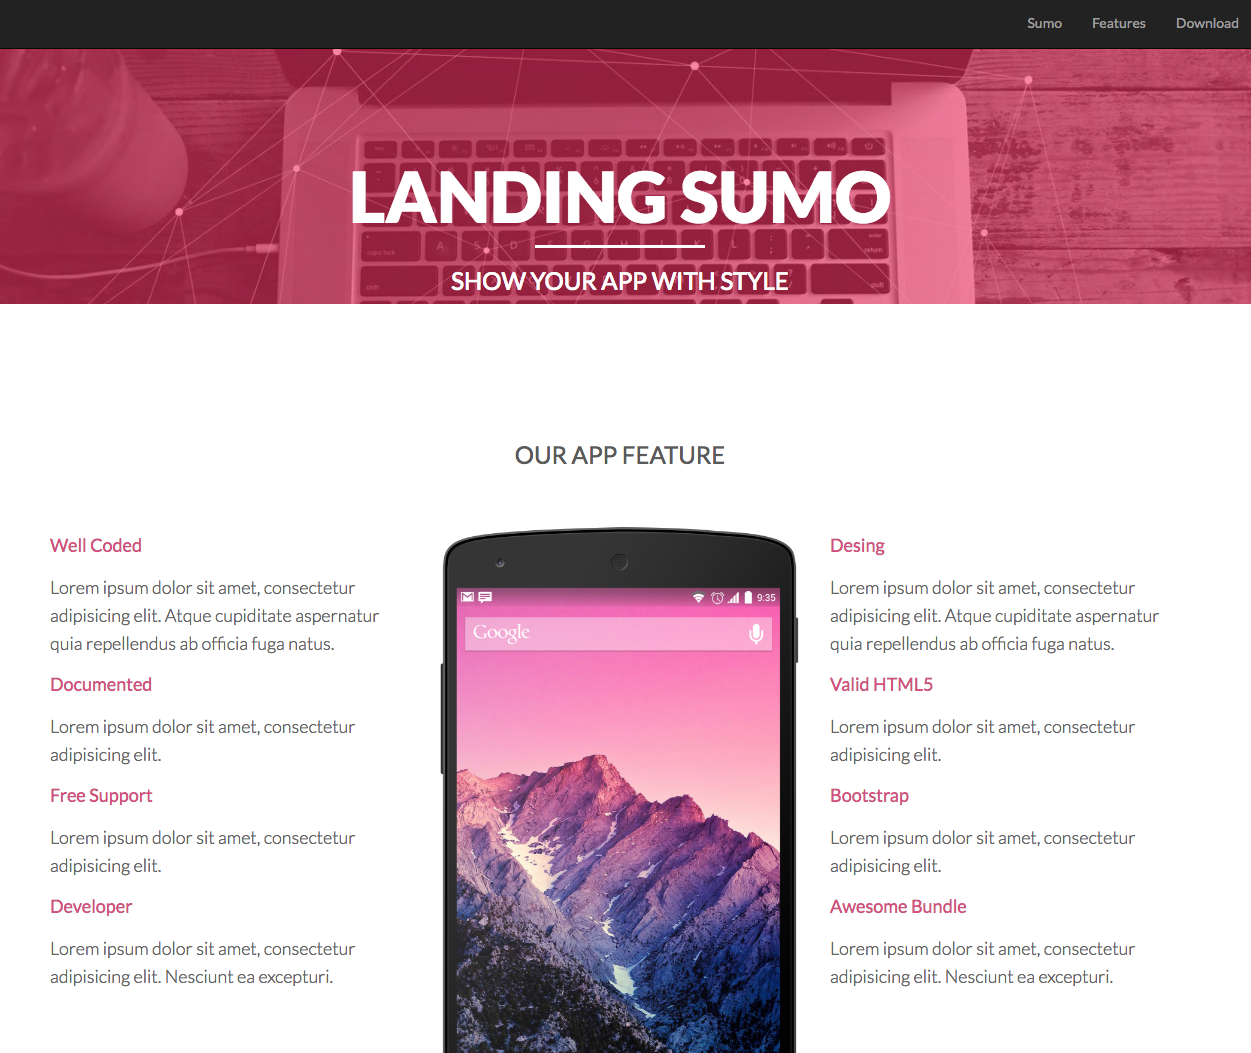 Sumo Features Download
LANDING SUMO
SHOW YOUR APP WITH STYLE
OUR APP FEATURE
Well Coded
Lorem ipsum dolor sit amet, consectetur
adipisicing elit. Atque cupiditate aspernatur
quia repellendus ab officia fuga natus.
Documented
Lorem ipsum dolor sit amet, consectetur
adipisicing elit.
Free Support
Lorem ipsum dolor sit amet, consectetur
adipisicing elit.
Developer
Lorem ipsum dolor sit amet, consectetur
adipisicing elit. Nesciunt ea excepturi.
9:35
Google
Desing
Lorem ipsum dolor sit amet, consectetur
adipisicing elit. Atque cupiditate aspernatur
quia repellendus ab officia fuga natus.
Valid HTML5
Lorem ipsum dolor sit amet, consectetur
adipisicing elit.
Bootstrap
Lorem ipsum dolor sit amet, consectetur
adipisicing elit.
Awesome Bundle
Lorem ipsum dolor sit amet, consectetur
adipisicing elit. Nesciunt ea excepturi.